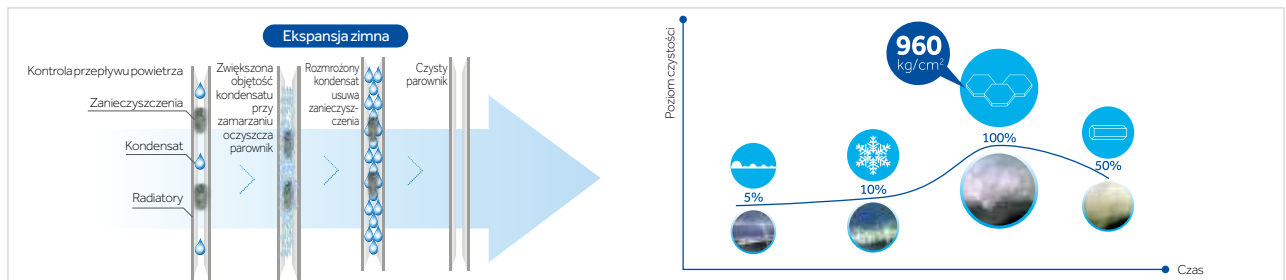 Ekspansja zimna
Kontrola przepływu powietrza
Zanieczyszczenia
Kondensat
Radiatory
Zwiększona
objętość
kondensatu
przy
zamarzaniu
oczyszcza
parownik
Rozmrożony
kondensat
usuwa
zanieczysz-
czenia
Czysty
parownik
Poziom czystości
960
kg/cm²
5%
10%
100%
50%
Czas